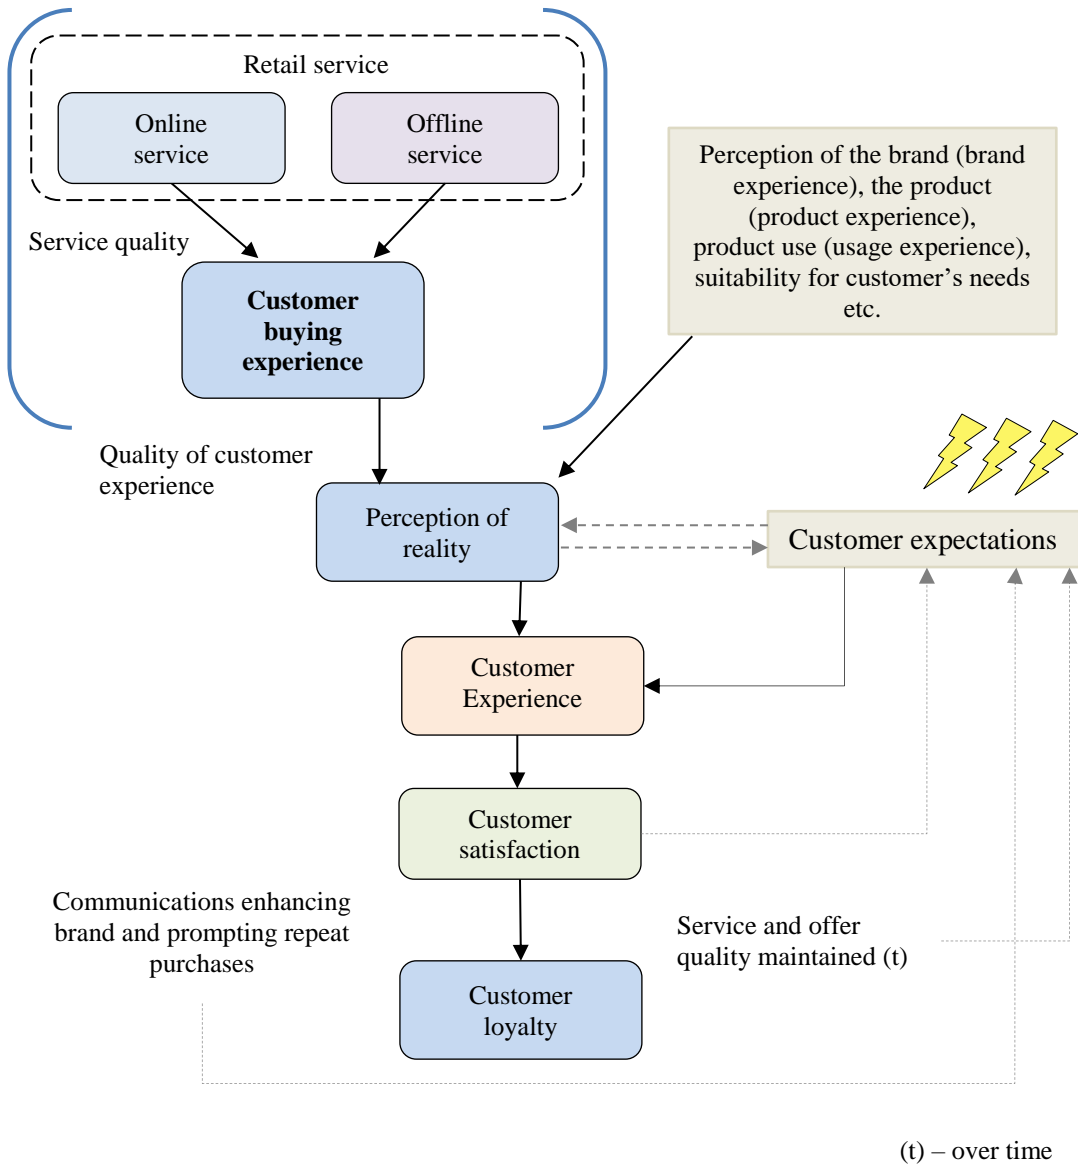 Retail service
Online
service
Offline
service
Perception of the brand (brand
experience), the product
(product experience),
product use (usage experience),
suitability for customer’s needs
etc.
Service quality
Customer
buying
experience
Quality of customer
experience
Perception of
reality
Customer expectations
Customer
Experience
Customer
satisfaction
Communications enhancing
brand and prompting repeat
purchases
Service and offer
quality maintained (t)
Customer
loyalty
(t) – over time